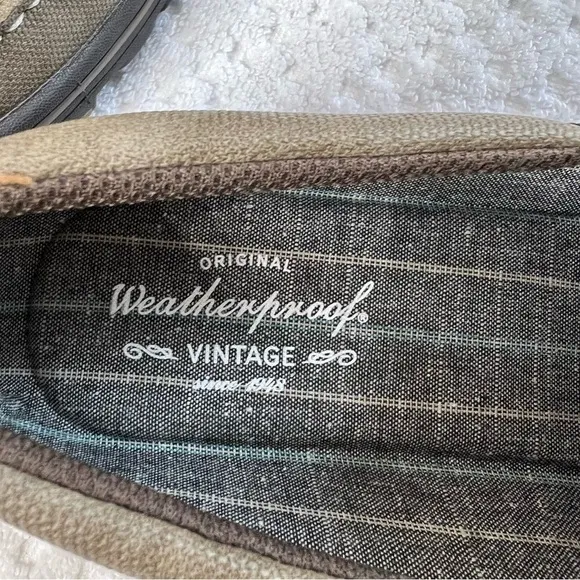 ORIGINAL
Weatherproof®
VINTAGE
since 1948